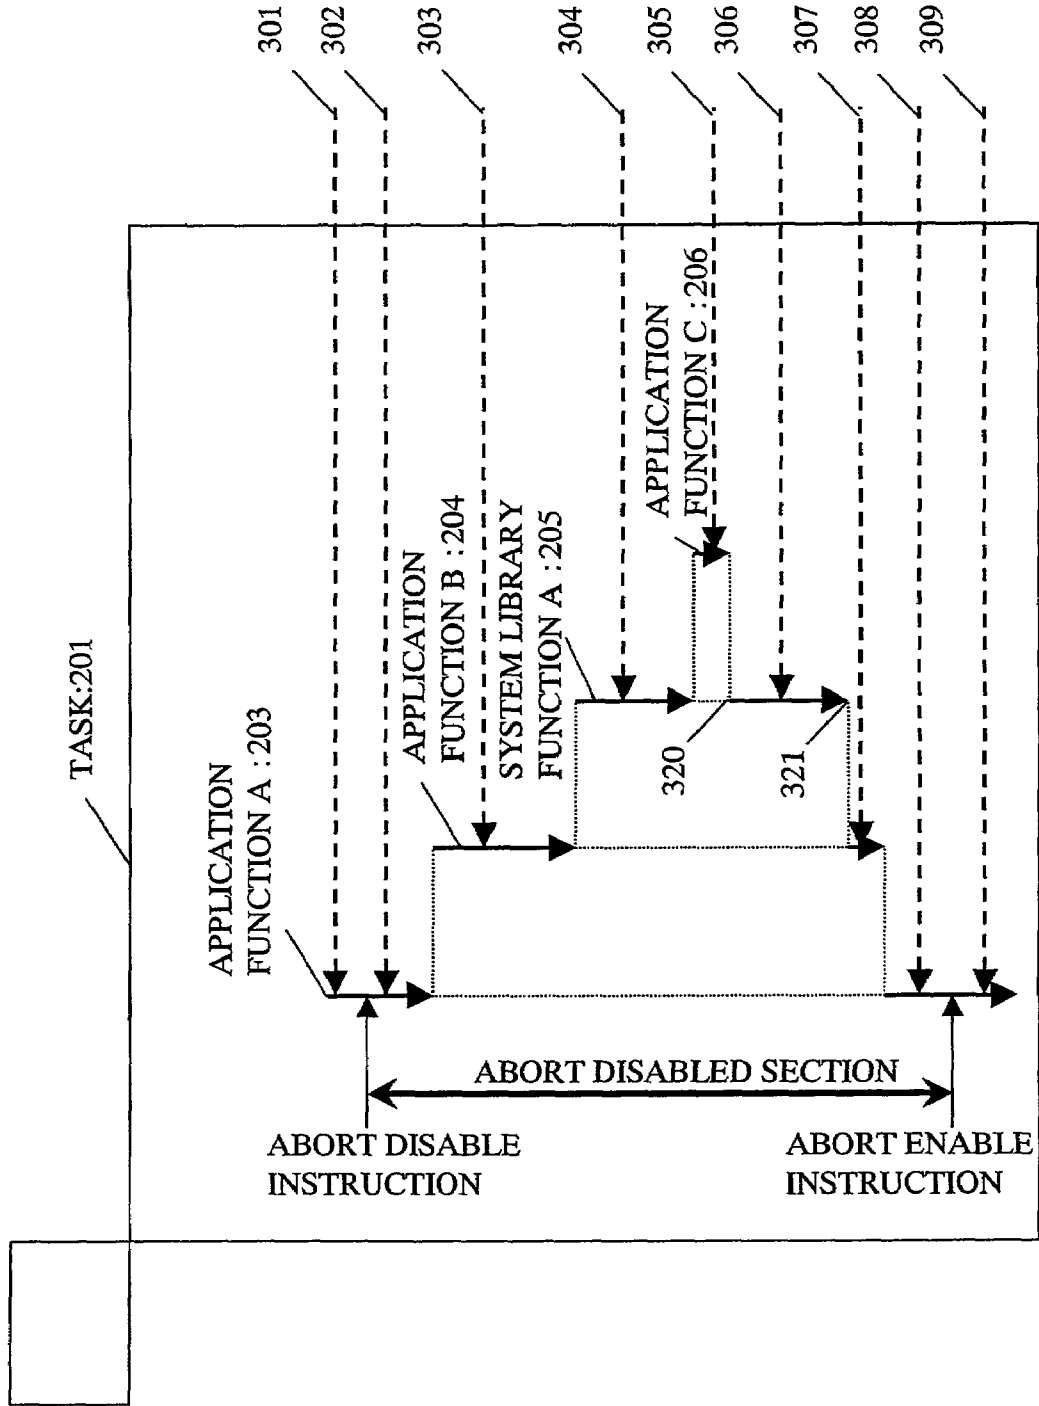 301
302
303
304
305
306
307
308
309
TASK:201
APPLICATION
FUNCTION A :203
APPLICATION
FUNCTION B :204
SYSTEM LIBRARY
FUNCTION A :205
APPLICATION
FUNCTION C :206
320
321
ABORT DISABLED SECTION
ABORT DISABLE
INSTRUCTION
ABORT ENABLE
INSTRUCTION